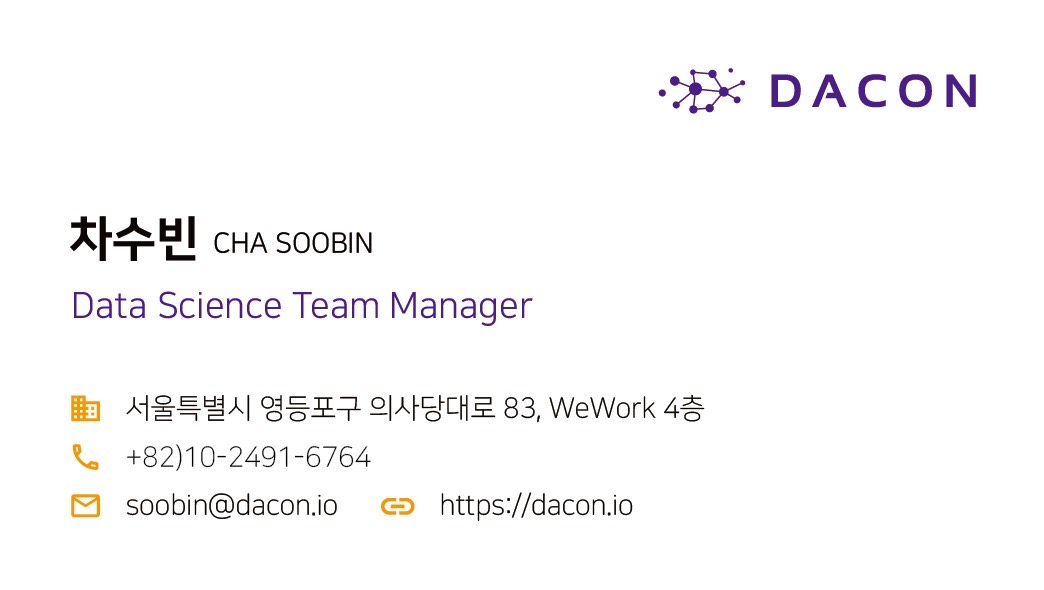 DACON
차수빈 CHA SOOBIN
Data Science Team Manager
서울특별시 영등포구 의사당대로 83, WeWork 4층
+82)10-2491-6764
soobin@dacon.io https://dacon.io